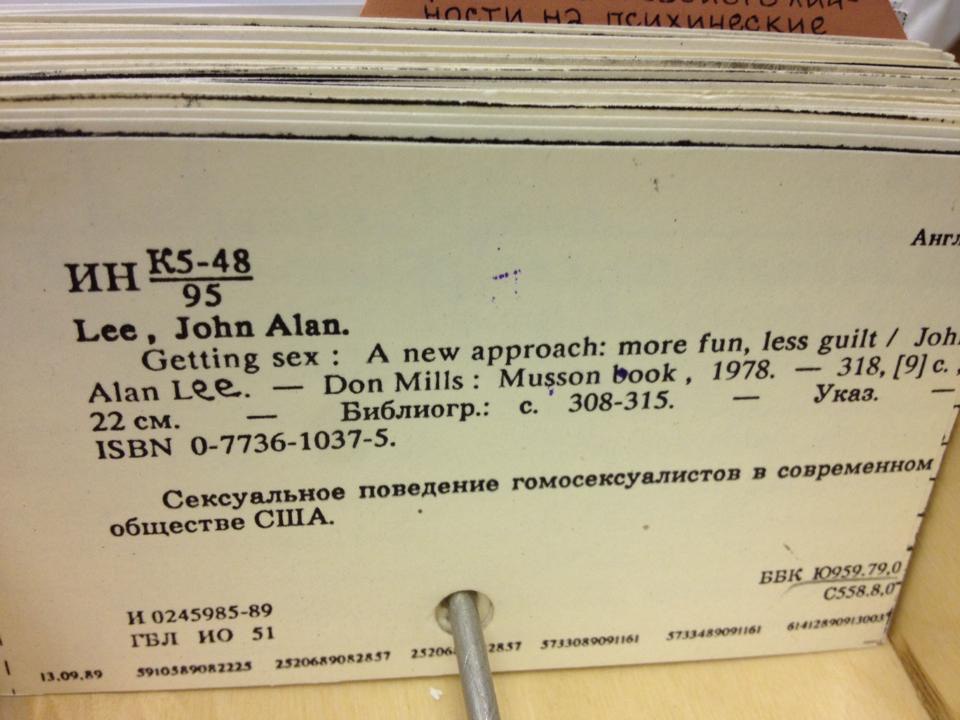 ности на психические
Англ
ИН К5-48
95
Lee, John Alan.
Getting sex : A new approach: more fun, less guilt / Joh
Alan Lee. — Don Mills : Musson book, 1978. — 318, [9] с.,
22 см. — Библиогр.: с. 308-315. — Указ. —
ISBN 0-7736-1037-5.
Сексуальное поведение гомосексуалистов в современном
обществе США.
ББК Ю959.79,0
С558.8,0
И 0245985-89
ГБЛ ИО 51
13.09.89 5910589082225 2520689082857 5733089091161 5733489091161